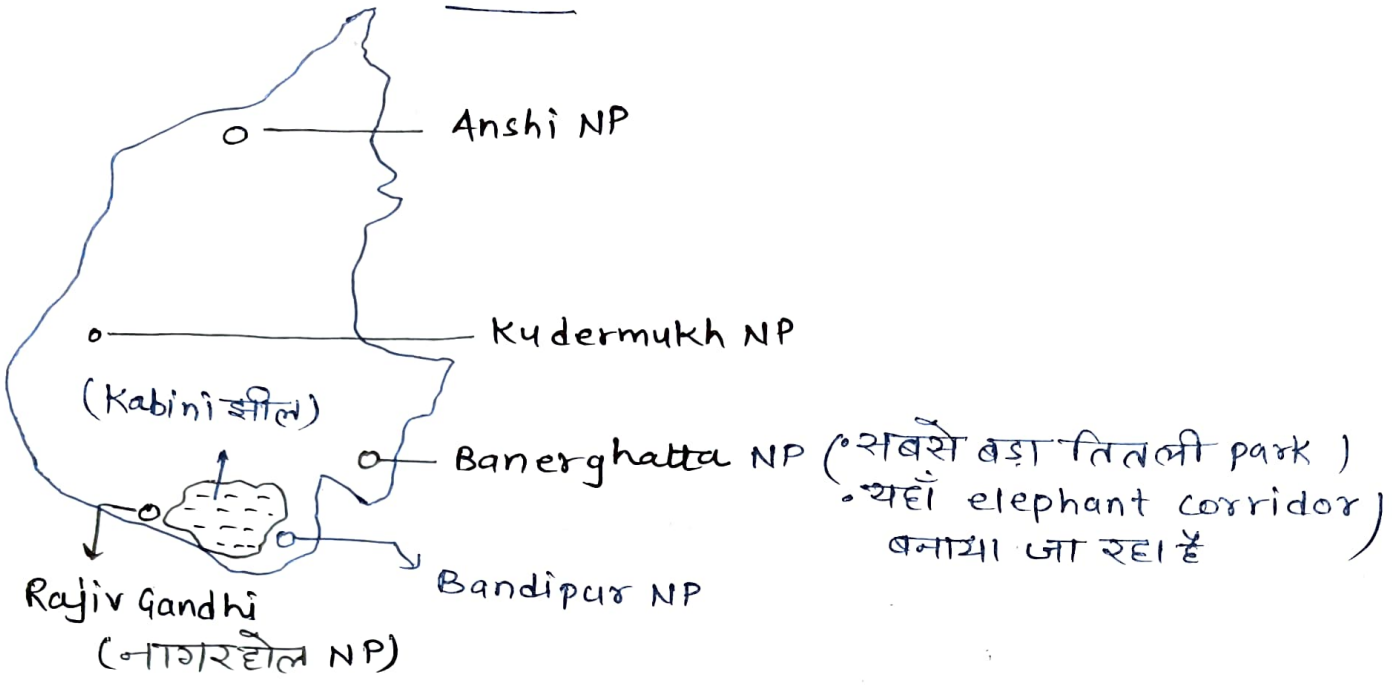 Anshi NP
Kudermukh NP
(Kabini झील)
Banerghatta NP (• सबसे बड़ा तितली park )
• यहाँ elephant corridor )
बनाया जा रहा है
Bandipur NP
Rajiv Gandhi
(नागरहोल NP)